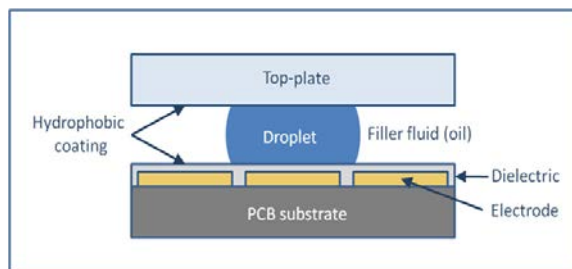 Top-plate
Hydrophobic
coating
Droplet
Filler fluid (oil)
Dielectric
Electrode
PCB substrate